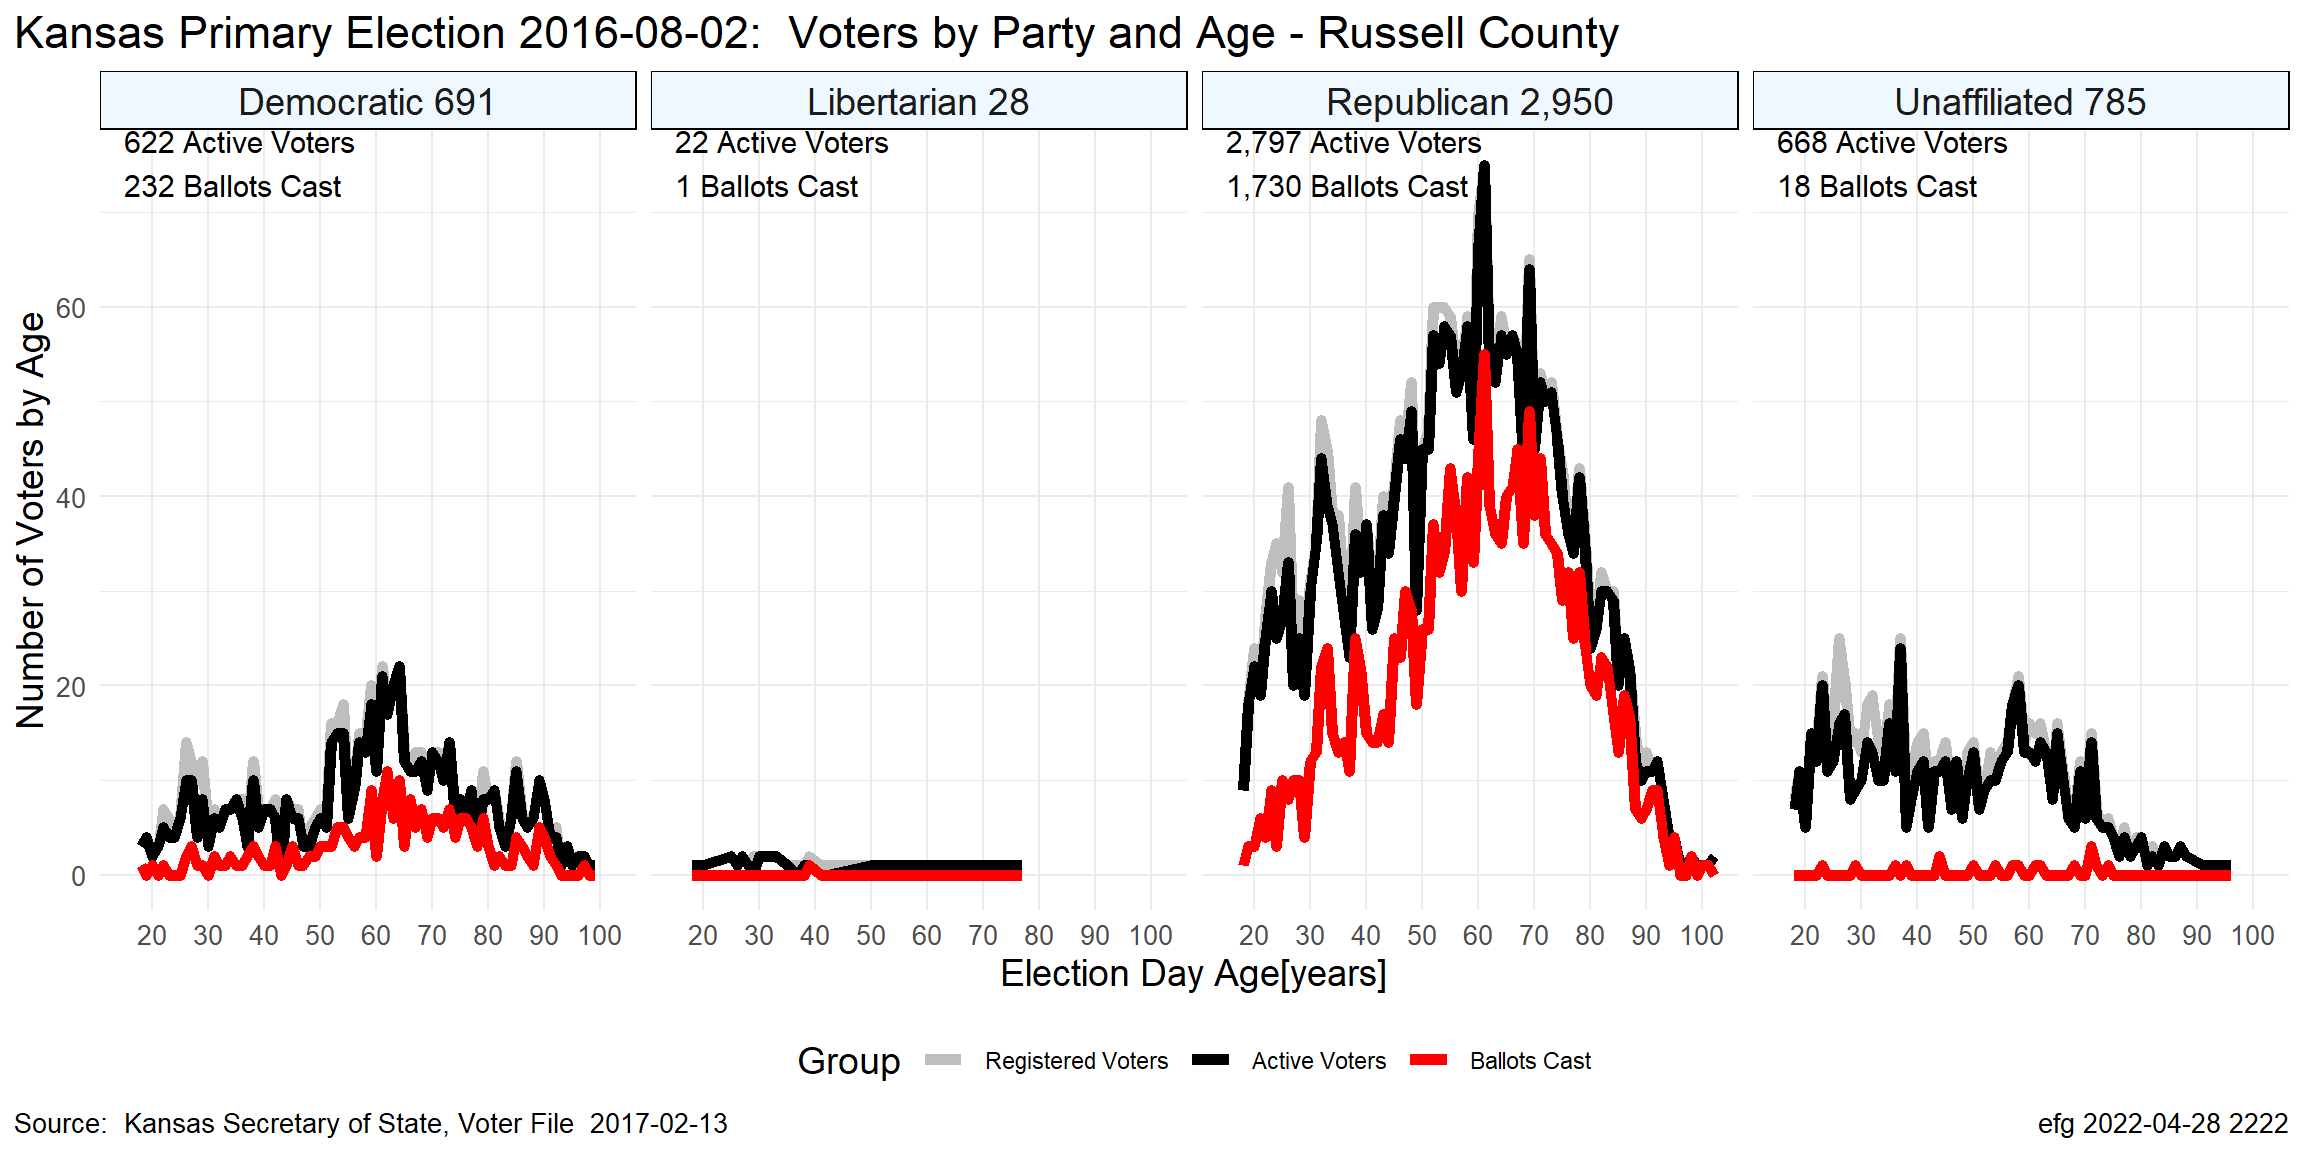 Kansas Primary Election 2016-08-02:  Voters by Party and Age - Russell County
Democratic 691
Libertarian 28
Republican 2,950
Unaffiliated 785
622 Active Voters
232 Ballots Cast
22 Active Voters
1 Ballots Cast
2,797 Active Voters
1,730 Ballots Cast
668 Active Voters
18 Ballots Cast
Number of Voters by Age
60
40
20
0
20 30 40 50 60 70 80 90 100
20 30 40 50 60 70 80 90 100
20 30 40 50 60 70 80 90 100
20 30 40 50 60 70 80 90 100
Election Day Age[years]
Group Registered Voters Active Voters Ballots Cast
Source:  Kansas Secretary of State, Voter File  2017-02-13
efg 2022-04-28 2222